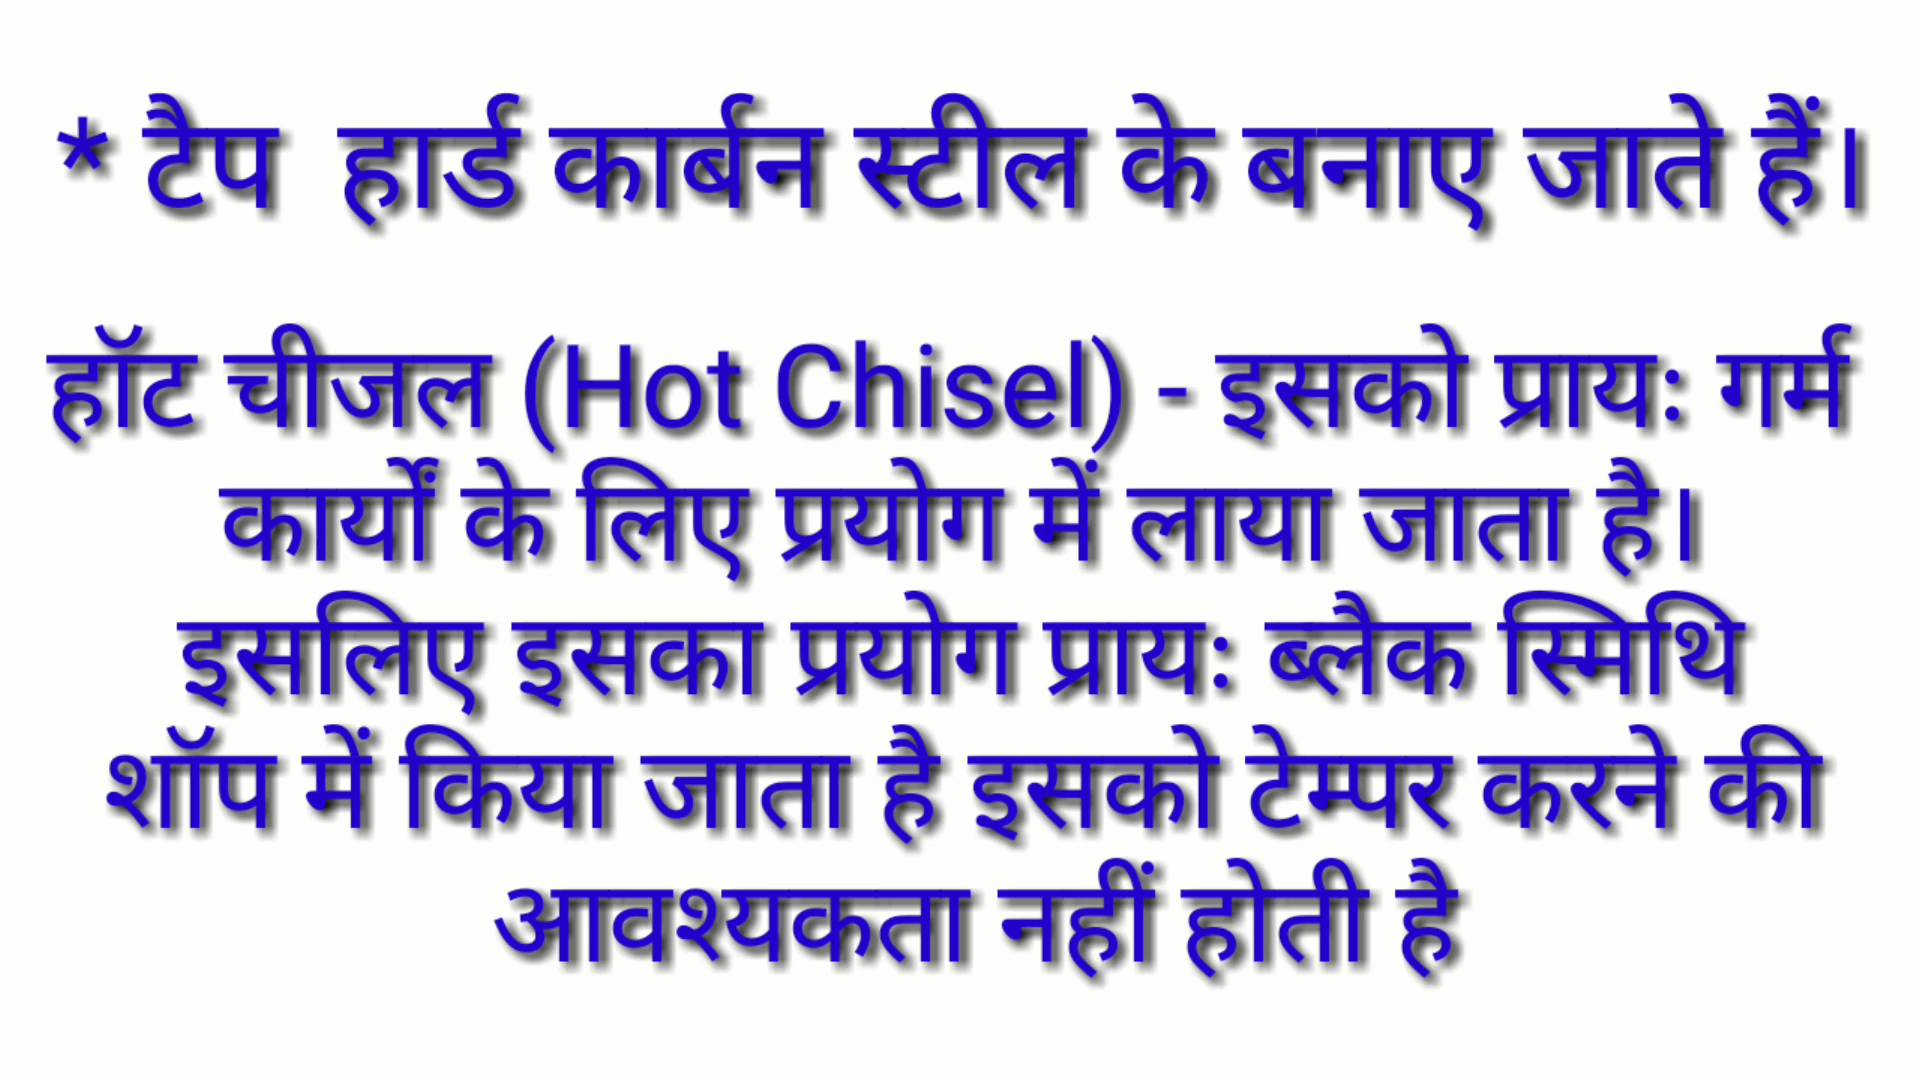 * टैप हार्ड कार्बन स्टील के बनाए जाते हैं।
हॉट चीजल (Hot Chisel) - इसको प्रायः गर्म
कार्यों के लिए प्रयोग में लाया जाता है।
इसलिए इसका प्रयोग प्रायः ब्लैक स्मिथि
शॉप में किया जाता है इसको टेम्पर करने की
आवश्यकता नहीं होती है